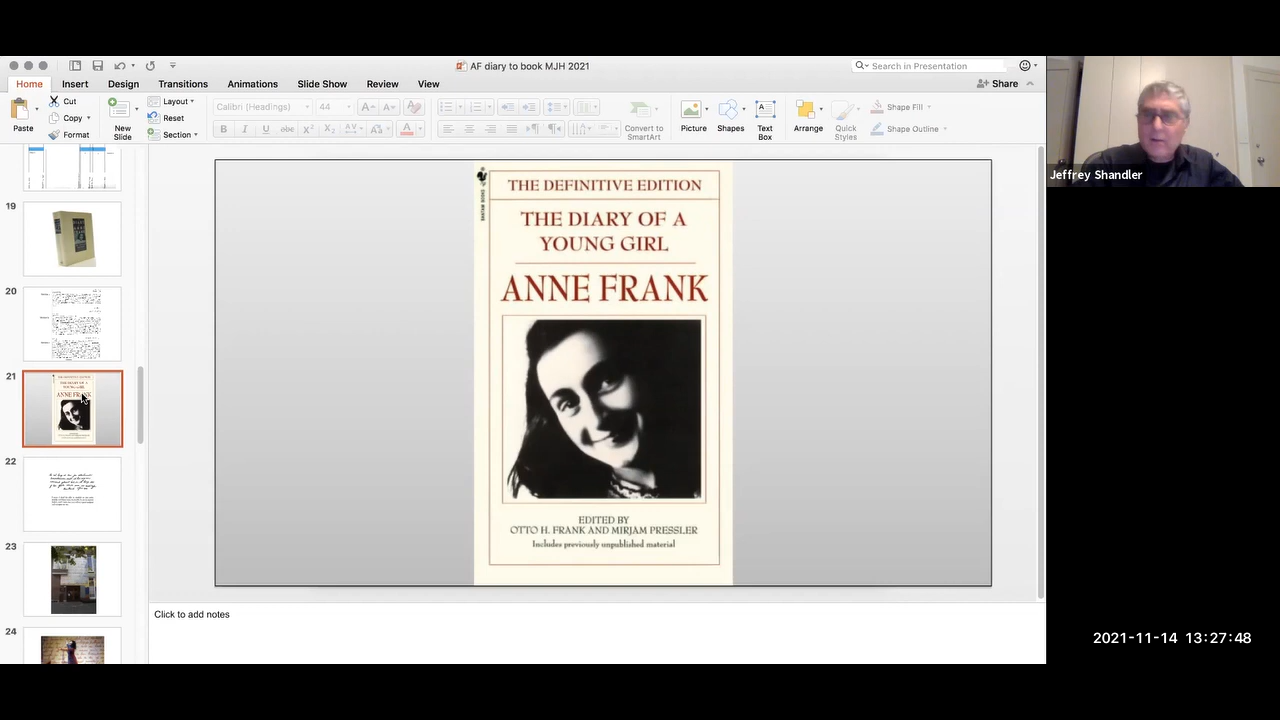 AF diary to book MJH 2021
Search in Presentation
Home
Insert
Design
Transitions
Animations
Slide Show
Review
View
Share
Paste
Cut
Copy
Format
New
Slide
Layout
Reset
Section
Calibri (Headings)
44
Convert to
SmartArt
Picture
Shapes
Text
Box
Arrange
Quick
Styles
Shape Fill
Shape Outline
19
20
21
22
23
24
THE DEFINITIVE EDITION
THE DIARY OF A
YOUNG GIRL
ANNE FRANK
EDITED BY
OTTO H. FRANK AND MIRJAM PRESSLER
Includes previously unpublished material
Click to add notes
Jeffrey Shandler
2021-11-14 13:27:48